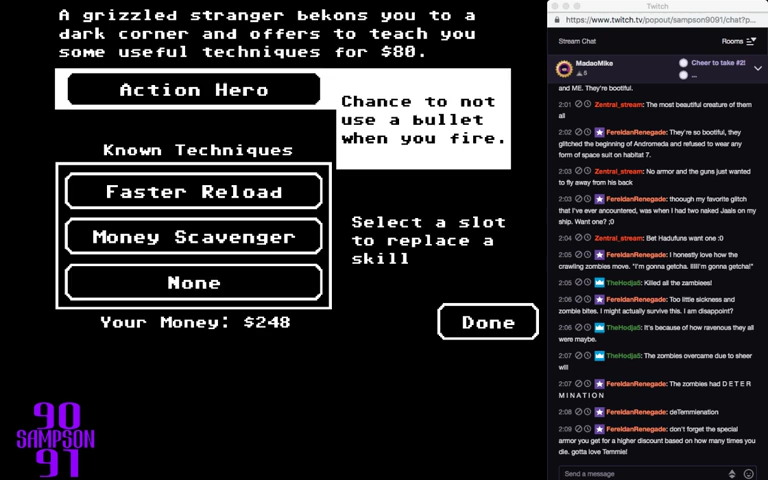 A grizzled stranger bekons you to a
dark corner and offers to teach you
some useful techniques for $80.
Action Hero
Chance to not
use a bullet
when you fire.
Known Techniques
Faster Reload
Money Scavenger
None
Select a slot
to replace a
skill
Your Money: $248
Done
90
SAMPSON
91
Twitch
https://www.twitch.tv/popout/sampson9091/chat?p...
Stream Chat
Rooms
MadaoMike
5
Cheer to take #2!
...
and ME. They're bootiful.
2:01 Zentral_stream: The most beautiful creature of them
all
2:02 FereldanRenegade: They're so bootiful, they
glitched the beginning of Andromeda and refused to wear any
form of space suit on habitat 7.
2:03 Zentral_stream: No armor and the guns just wanted
to fly away from his back
2:03 FereldanRenegade: thoough my favorite glitch
that I've ever encountered, was when I had two naked Jaals on my
ship. Want one? ;0
2:04 Zentral_stream: Bet Hadufuns want one :0
2:05 FereldanRenegade: I honestly love how the
crawling zombies move. "I'm gonna getcha. IIIII'm gonna getcha!"
2:05 TheHodja5: Killed all the zambiees!
2:06 FereldanRenegade: Too little sickness and
zombie bites. I might actually survive this. I am disappoint?
2:06 TheHodja5: It's because of how ravenous they all
were maybe.
2:07 TheHodja5: The zombies overcame due to sheer
will
2:07 FereldanRenegade: The zombies had D E T E R
M I N A T I O N
2:08 FereldanRenegade: deTemmienation
2:08 FereldanRenegade: don't forget the special
armor you get for a higher discount based on how many times you
die. gotta love Temmie!
Send a message